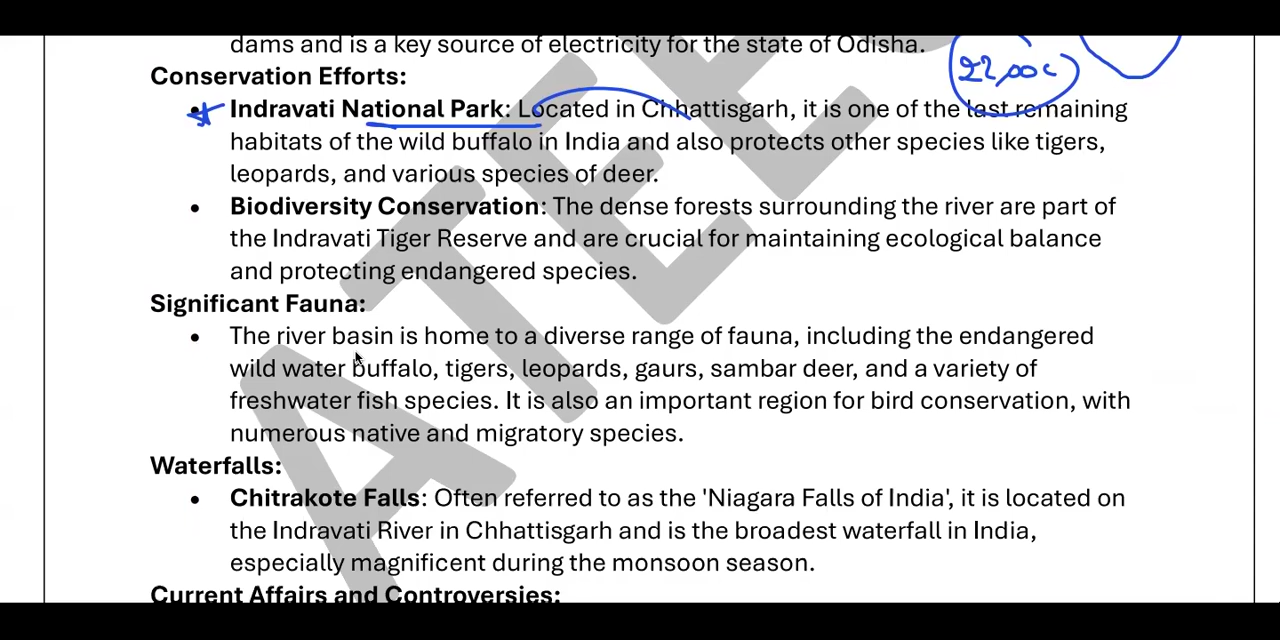 dams and is a key source of electricity for the state of Odisha.
22,000
Conservation Efforts:
• Indravati National Park: Located in Chhattisgarh, it is one of the last remaining
habitats of the wild buffalo in India and also protects other species like tigers,
leopards, and various species of deer.
• Biodiversity Conservation: The dense forests surrounding the river are part of
the Indravati Tiger Reserve and are crucial for maintaining ecological balance
and protecting endangered species.
Significant Fauna:
• The river basin is home to a diverse range of fauna, including the endangered
wild water buffalo, tigers, leopards, gaurs, sambar deer, and a variety of
freshwater fish species. It is also an important region for bird conservation, with
numerous native and migratory species.
Waterfalls:
• Chitrakote Falls: Often referred to as the 'Niagara Falls of India', it is located on
the Indravati River in Chhattisgarh and is the broadest waterfall in India,
especially magnificent during the monsoon season.
Current Affairs and Controversies: